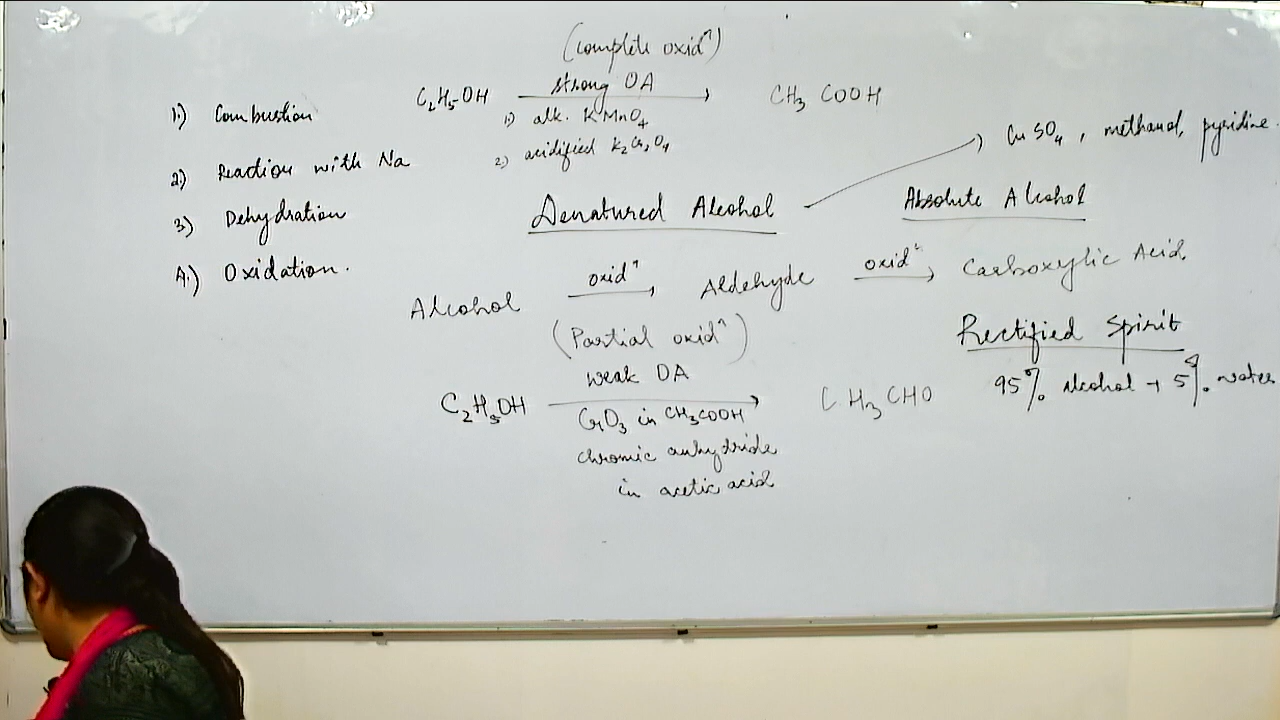 1.) Combustion
2) Reaction with Na
3) Dehydration
4.) Oxidation.
(Complete oxidⁿ)
C₂H₅OH strong OA → CH₃ COOH
1) alk. KMnO₄
2) acidified K₂Cr₂O₇
Denatured Alcohol → CuSO₄, methanol, pyridine.
Absolute Alcohol
Alcohol oxidⁿ → Aldehyde oxidⁿ → Carboxylic Acid
(Partial oxidⁿ)
weak OA
C₂H₅OH → CH₃CHO
CrO₃ in CH₃COOH
chromic anhydride
in acetic acid
Rectified Spirit
95% alcohol + 5% water